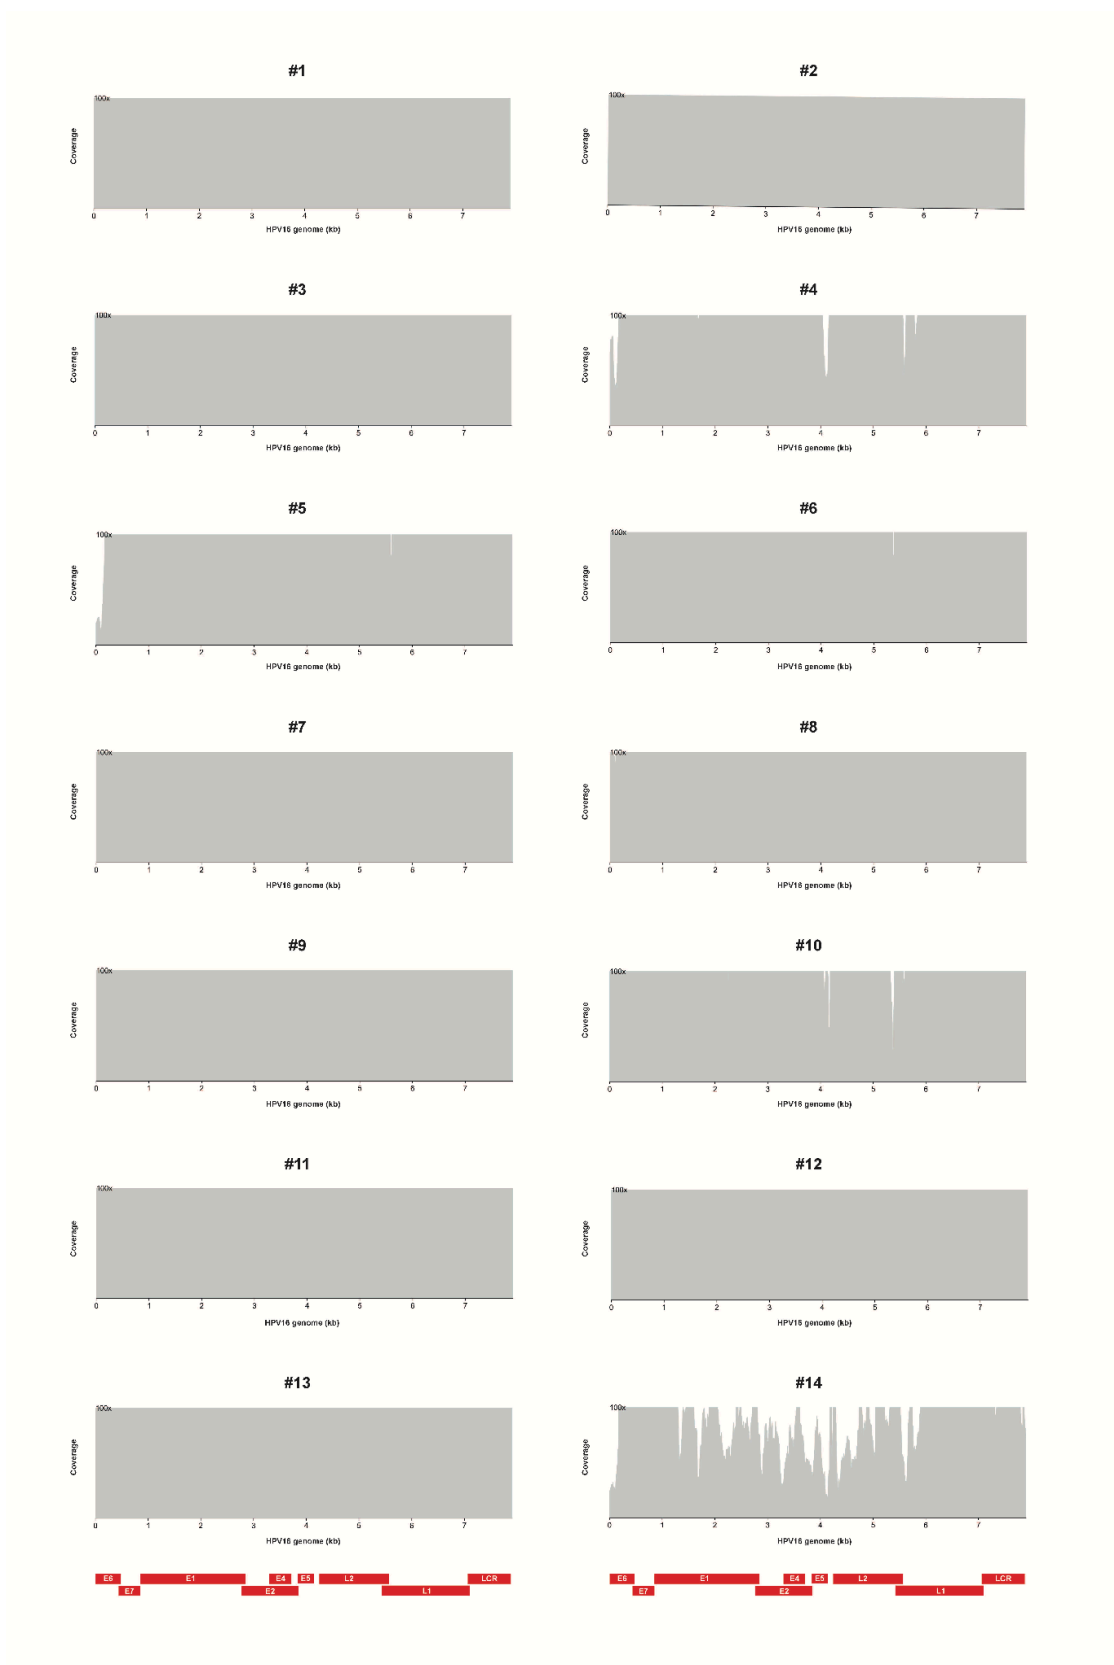 #1 #2
100x 100x
Coverage Coverage
0 1 2 3 4 5 6 7 0 1 2 3 4 5 6 7
HPV16 genome (kb) HPV16 genome (kb)
#3 #4
100x 100x
Coverage Coverage
0 1 2 3 4 5 6 7 0 1 2 3 4 5 6 7
HPV16 genome (kb) HPV16 genome (kb)
#5 #6
100x 100x
Coverage Coverage
0 1 2 3 4 5 6 7 0 1 2 3 4 5 6 7
HPV16 genome (kb) HPV16 genome (kb)
#7 #8
100x 100x
Coverage Coverage
0 1 2 3 4 5 6 7 0 1 2 3 4 5 6 7
HPV16 genome (kb) HPV16 genome (kb)
#9 #10
100x 100x
Coverage Coverage
0 1 2 3 4 5 6 7 0 1 2 3 4 5 6 7
HPV16 genome (kb) HPV16 genome (kb)
#11 #12
100x 100x
Coverage Coverage
0 1 2 3 4 5 6 7 0 1 2 3 4 5 6 7
HPV16 genome (kb) HPV16 genome (kb)
#13 #14
100x 100x
Coverage Coverage
0 1 2 3 4 5 6 7 0 1 2 3 4 5 6 7
HPV16 genome (kb) HPV16 genome (kb)
E6 E1 E4 E5 L2 LCR E6 E1 E4 E5 L2 LCR
E7 E2 L1 E7 E2 L1